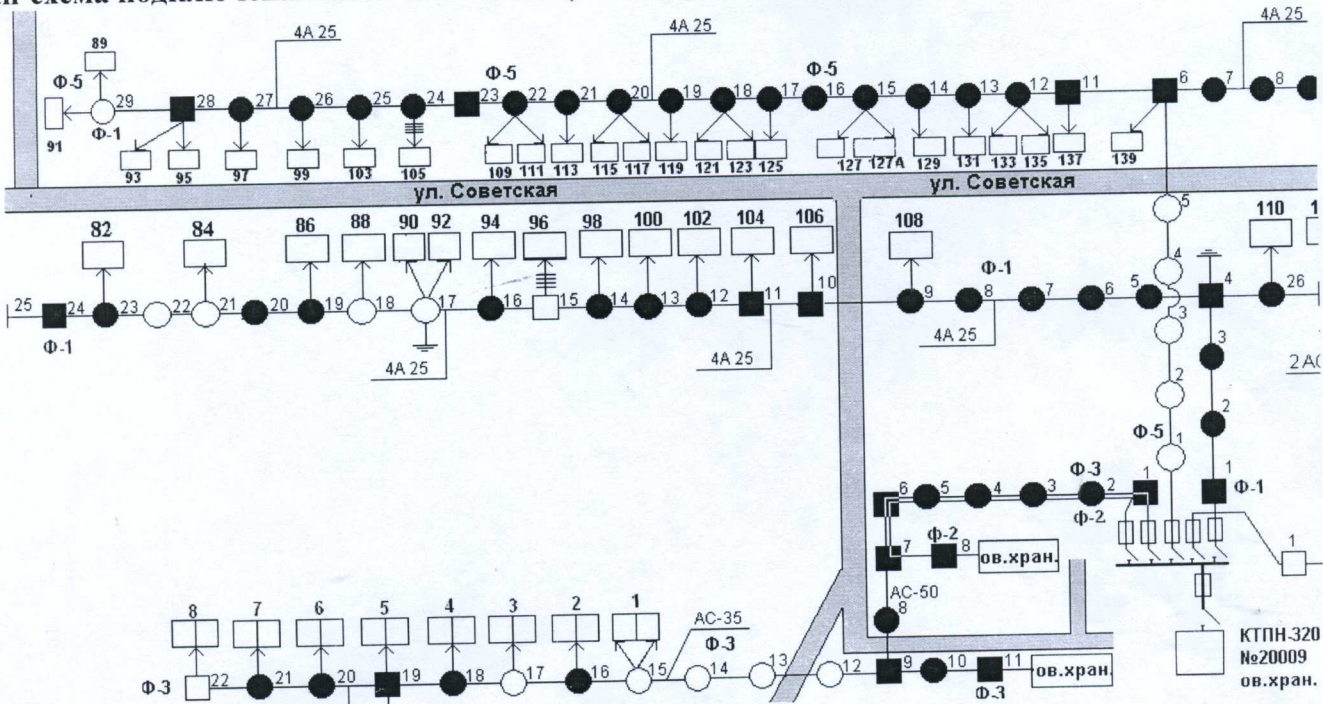 89
4А 25
4А 25
4А 25
Ф-5
Ф-5
Ф-5
29 28 27 26 25 24 23 22 21 20 19 18 17 16 15 14 13 12 11 6 7 8
Ф-1
91
93 95 97 99 103 105 109 111 113 115 117 119 121 123 125 127 127А 129 131 133 135 137 139
ул. Советская
ул. Советская
5
82 84 86 88 90 92 94 96 98 100 102 104 106 108 110
4
Ф-1
25 24 23 22 21 20 19 18 17 16 15 14 13 12 11 10 9 8 7 6 5 4 26
3
3
Ф-1
4А 25
4А 25
4А 25
2
2
Ф-5
1
Ф-3
6 5 4 3 2 1
1
Ф-1
ф-2
ф-2
7
8
ов.хран.
1
АС-50
8
8 7 6 5 4 3 2 1
АС-35
Ф-3
КТПН-320
№20009
ов.хран.
Ф-3
22 21 20 19 18 17 16 15 14 13 12 9 10 11
ов.хран.
Ф-3